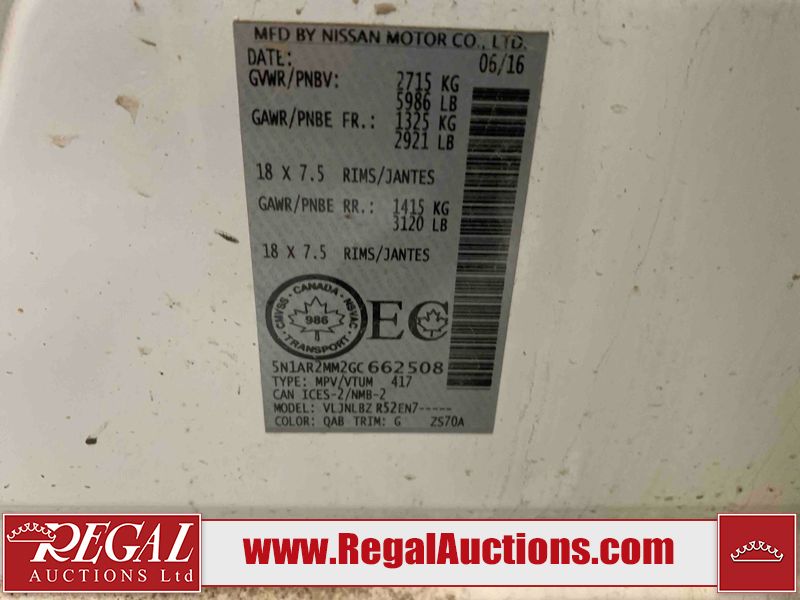 MFD BY NISSAN MOTOR CO., LTD.
DATE: 06/16
GVWR/PNBV: 2715 KG
5986 LB
GAWR/PNBE FR.: 1325 KG
2921 LB
18 X 7.5 RIMS/JANTES
GAWR/PNBE RR.: 1415 KG
3120 LB
18 X 7.5 RIMS/JANTES
CANADA
CMVSS NSVAC
986
TRANSPORT
EC
5N1AR2MM2GC662508
TYPE: MPV/VTUM 417
CAN ICES-2/NMB-2
MODEL: VLJNLBZ R52EN7-----
COLOR: QAB TRIM: G ZS70A
REGAL
AUCTIONS Ltd
www.RegalAuctions.com